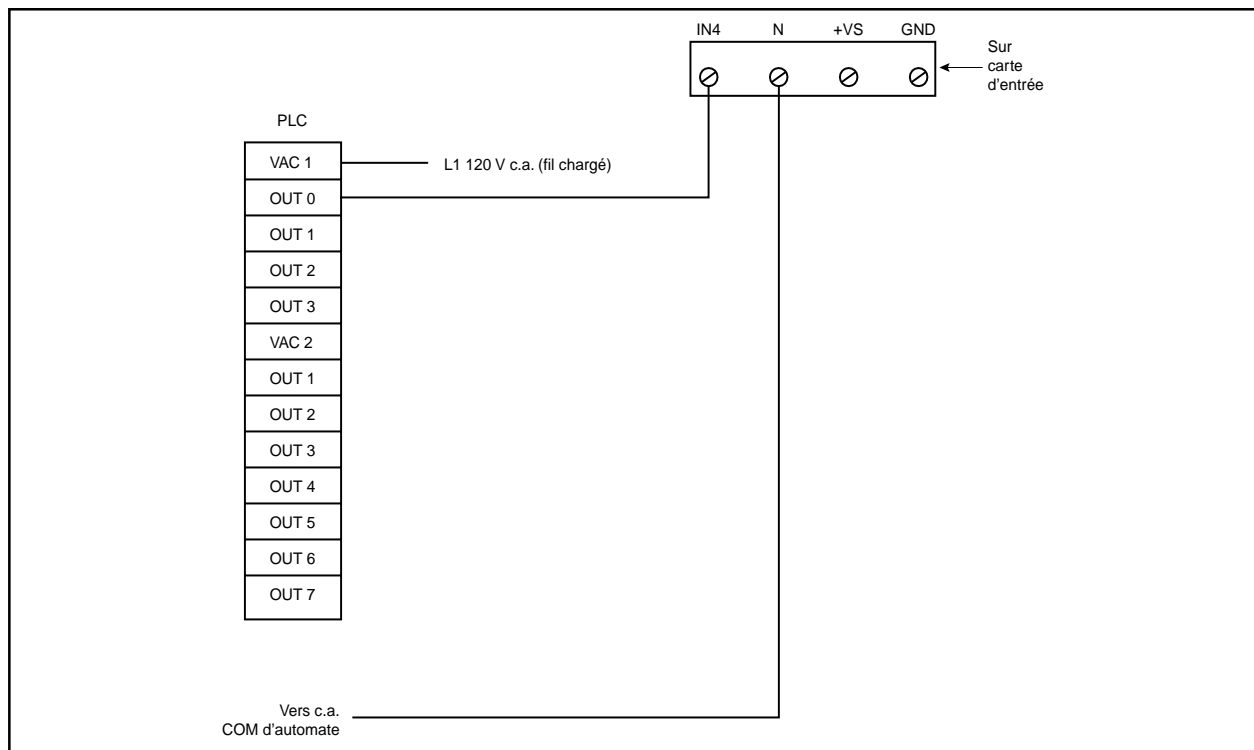 IN4 N +VS GND
Sur
carte
d’entrée
PLC
VAC 1
L1 120 V c.a. (fil chargé)
OUT 0
OUT 1
OUT 2
OUT 3
VAC 2
OUT 1
OUT 2
OUT 3
OUT 4
OUT 5
OUT 6
OUT 7
Vers c.a.
COM d’automate